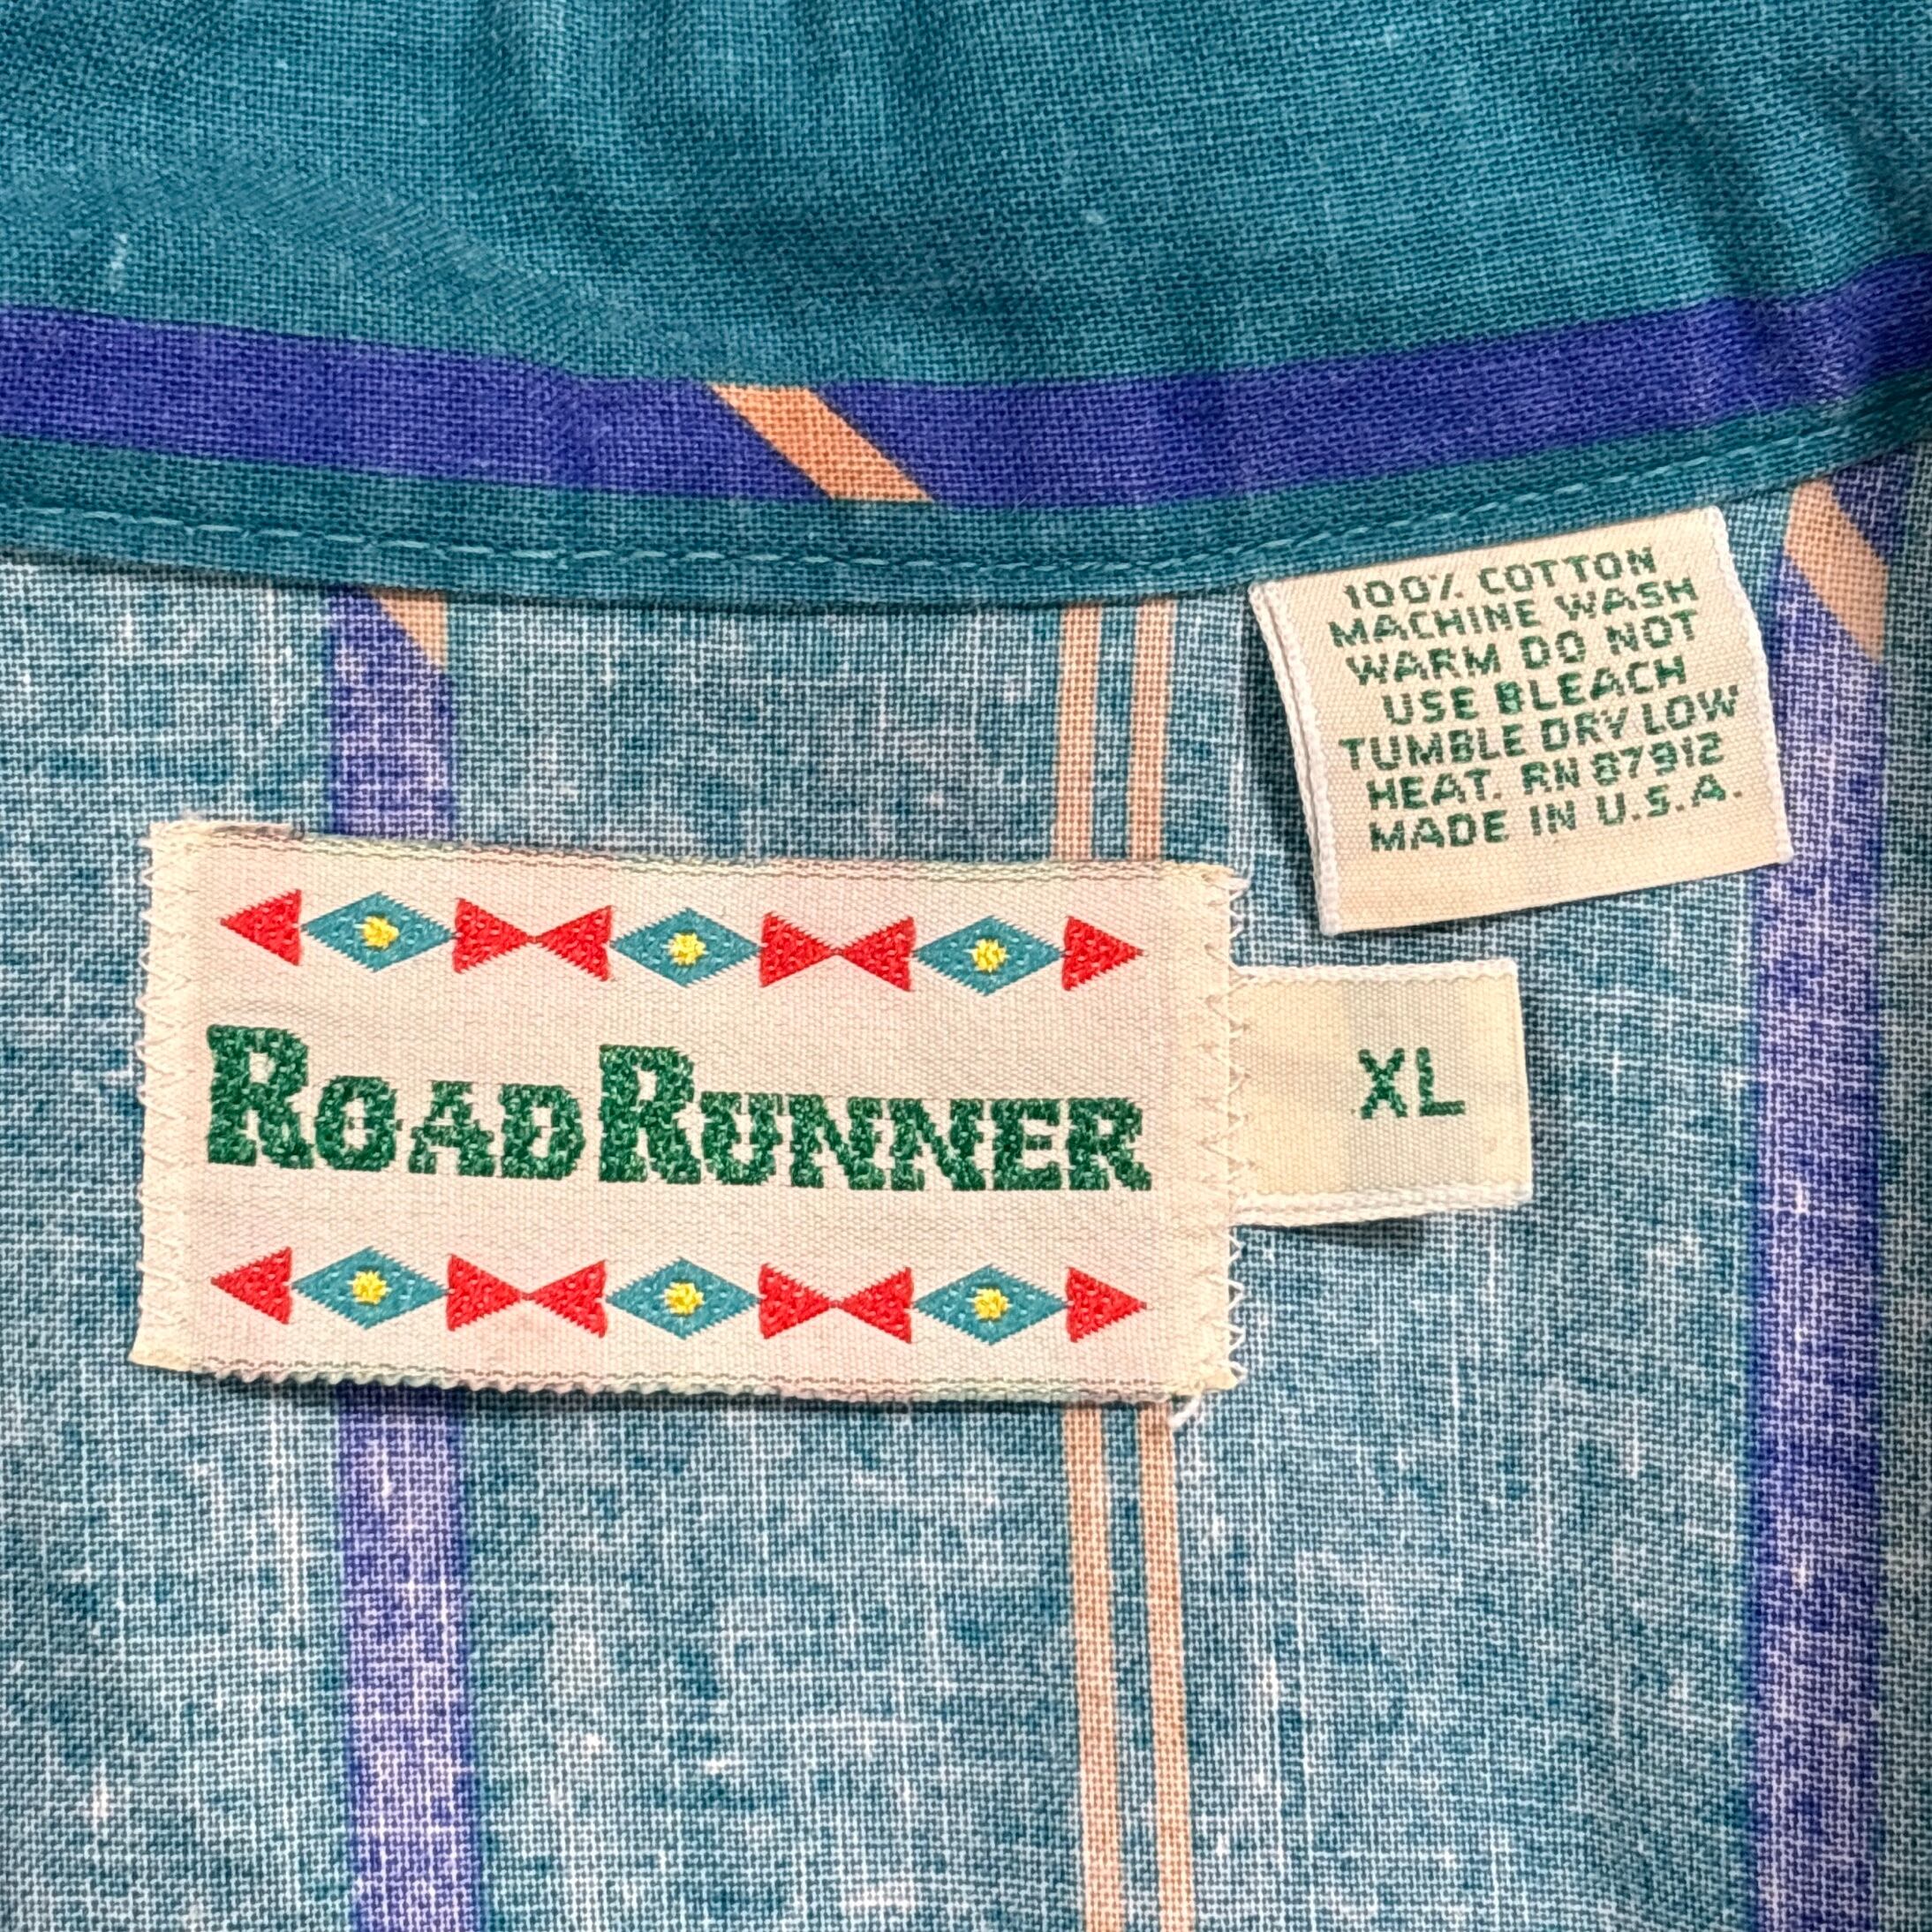 100% COTTON
MACHINE WASH
WARM DO NOT
USE BLEACH
TUMBLE DRY LOW
HEAT. RN 87912
MADE IN U.S.A.
ROADRUNNER
XL